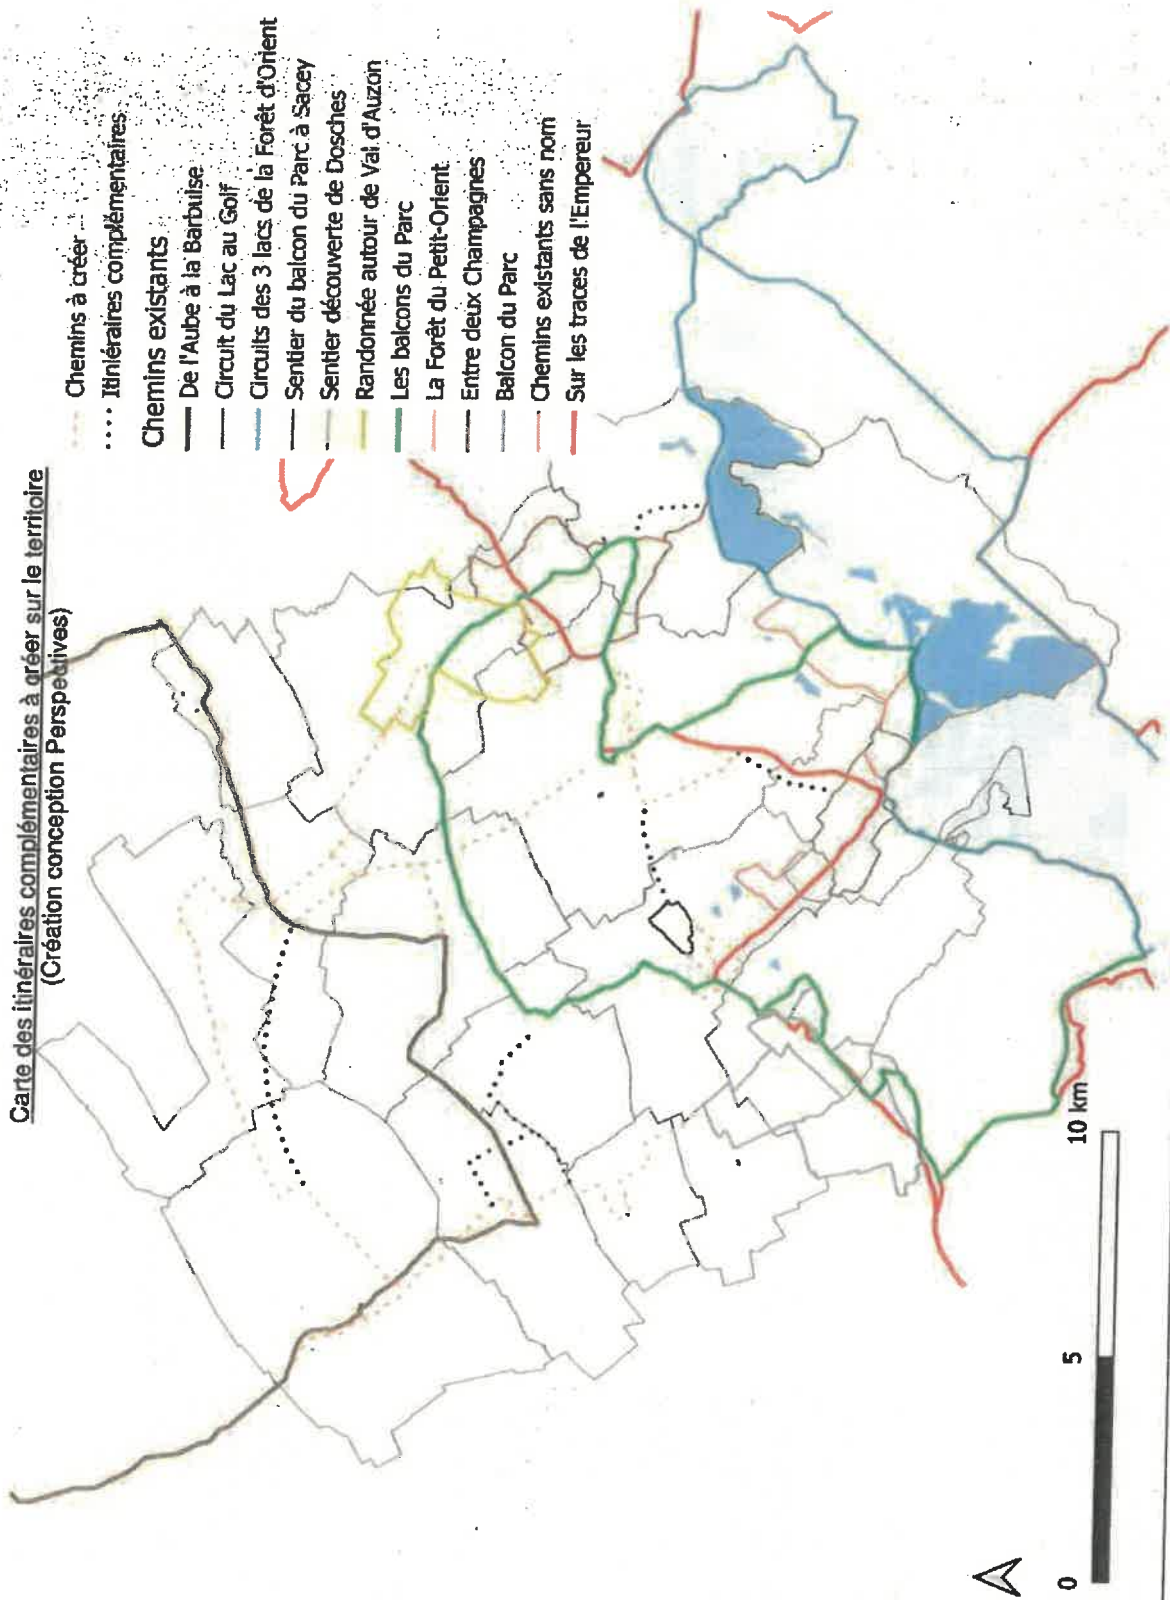 Carte des itinéraires complémentaires à créer sur le territoire
(Création conception Perspectives)
Chemins à créer
Itiniéraires complémentaires
Chemins existants
De l'Aube à la Barbuise
Circuit du Lac au Golf
Circuits des 3 lacs de la Forêt d'Orient
Sentier du balcon du Parc à Sacey
Sentier découverte de Dosches
Randonnée autour de Val d'Auzon
Les balcons du Parc
La Forêt du Petit-Orient
Entre deux Champagnes
Balcon du Parc
Chemins existants sans nom
Sur les traces de l'Empereur
0 5 10 km